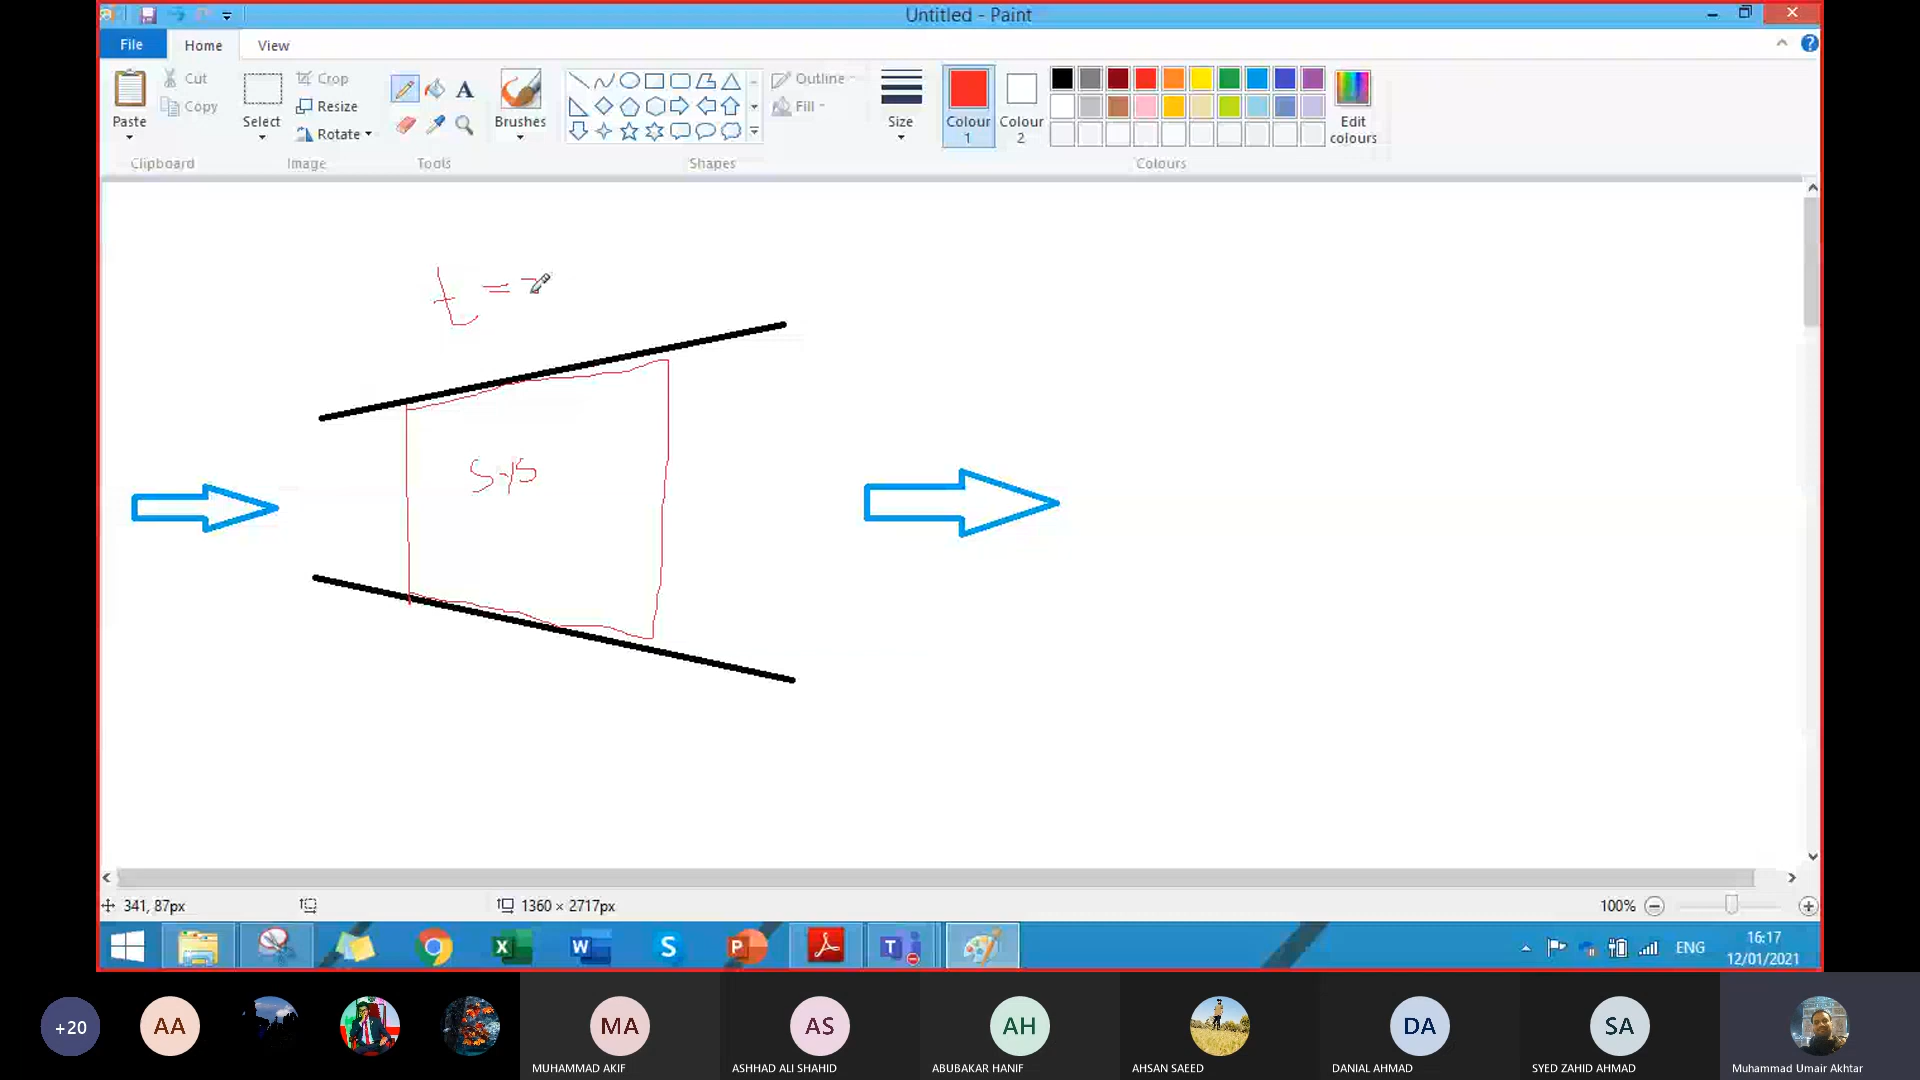 Untitled - Paint
File Home View
Cut Crop Outline
Copy Resize Fill
Paste Select Rotate Brushes Size Colour 1 Colour 2 Edit colours
Clipboard Image Tools Shapes Colours
t =
sys
341, 87px 1360 × 2717px 100%
ENG 16:17
12/01/2021
+20 AA MA AS AH DA SA
MUHAMMAD AKIF ASHHAD ALI SHAHID ABUBAKAR HANIF AHSAN SAEED DANIAL AHMAD SYED ZAHID AHMAD Muhammad Umair Akhtar